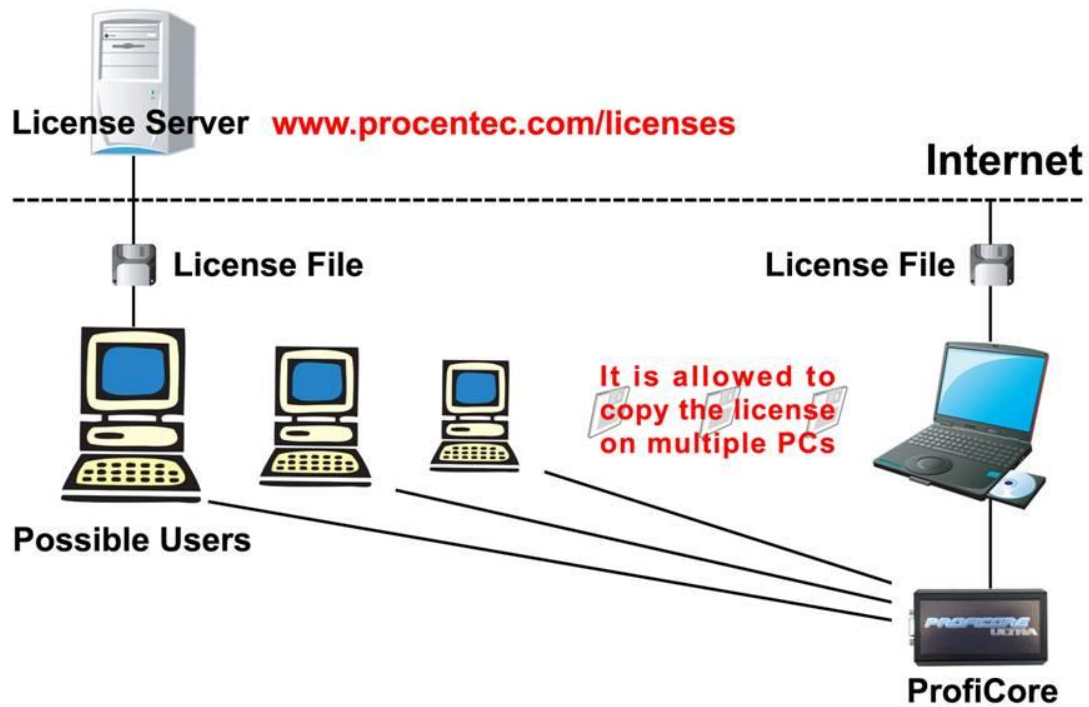 License Server www.procentec.com/licenses
Internet
License File
License File
It is allowed to
copy the license
on multiple PCs
Possible Users
PROFICORE
ULTRA
ProfiCore